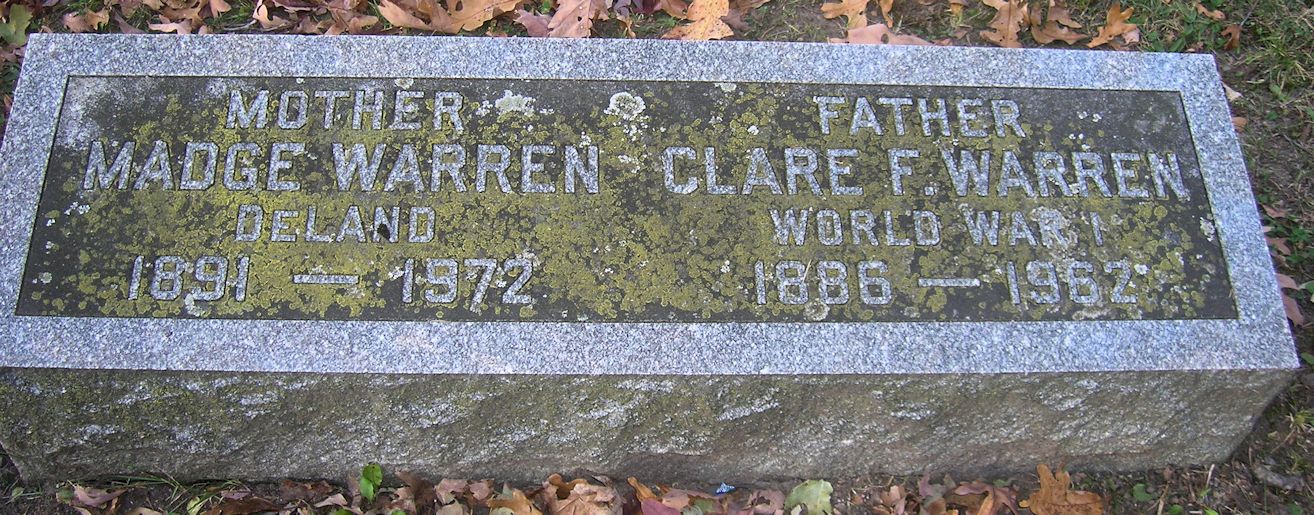 MOTHER
MADGE WARREN
DELAND
1891 — 1972
FATHER
CLARE F. WARREN
WORLD WAR I
1886 — 1962